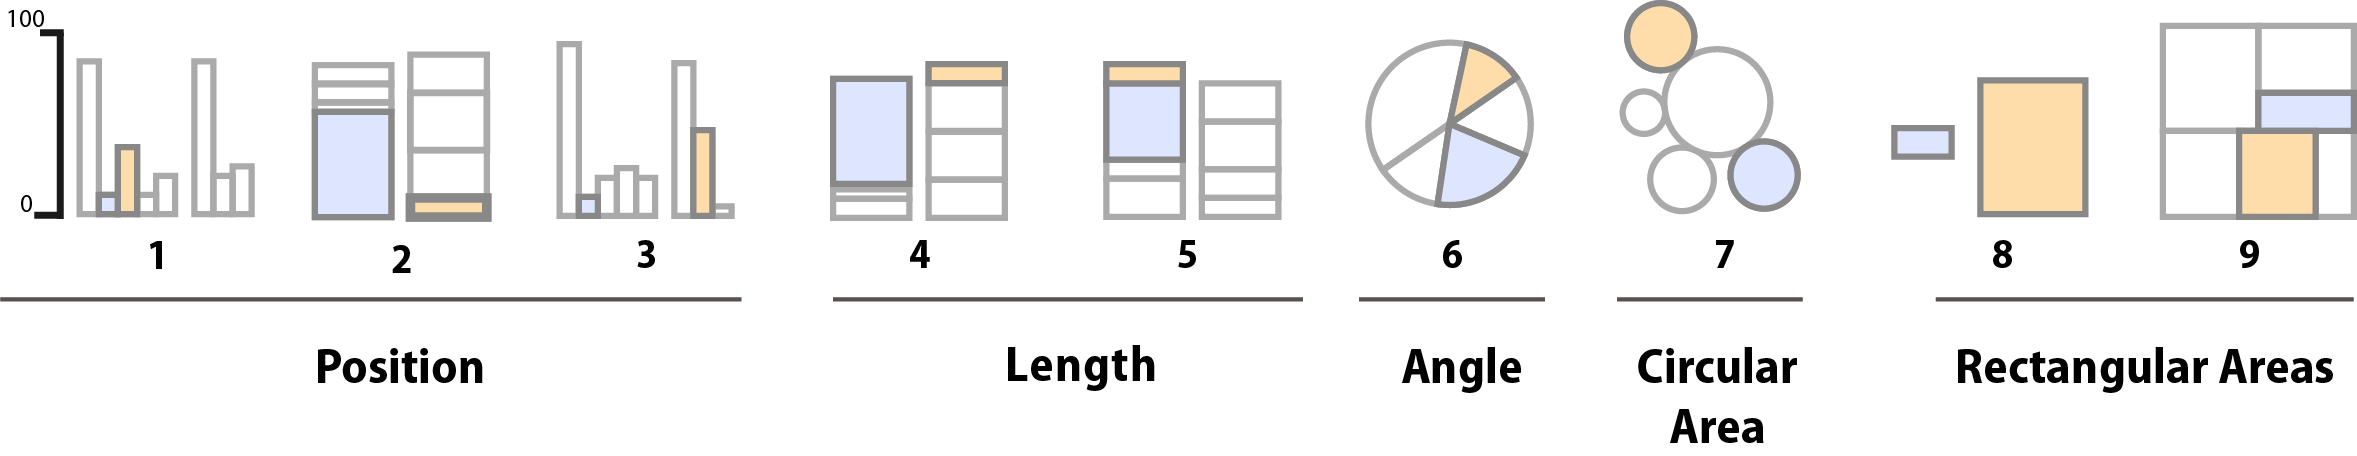 100
0
1 2 3 4 5 6 7 8 9
Position Length Angle Circular Rectangular Areas
Area